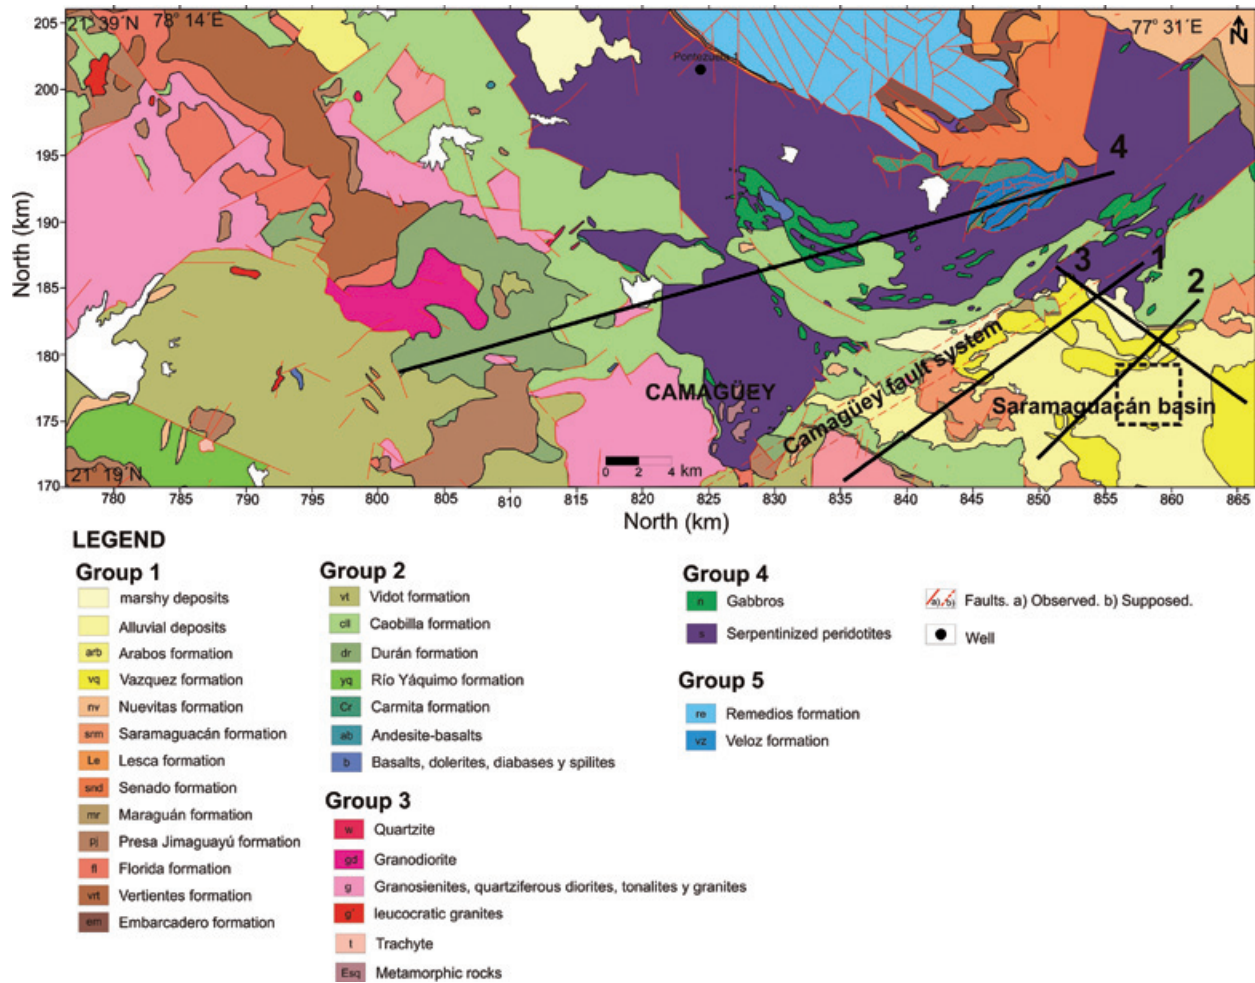 205
21° 39´N
78° 14´E
77° 31´E
N
Pontezuela 1
200
195
4
190
3
1
185
2
180
Camagüey fault system
CAMAGÜEY
175
Saramaguacán basin
21° 19´N
0 2 4 km
170
North (km)
780 785 790 795 800 805 810 815 820 825 830 835 840 845 850 855 860 865
North (km)
LEGEND
Group 1
marshy deposits
Alluvial deposits
arb Arabos formation
vq Vazquez formation
nv Nuevitas formation
srm Saramaguacán formation
Le Lesca formation
snd Senado formation
mr Maraguán formation
pj Presa Jimaguayú formation
fl Florida formation
vrt Vertientes formation
em Embarcadero formation
Group 2
vt Vidot formation
cll Caobilla formation
dr Durán formation
yq Río Yáquimo formation
Cr Carmita formation
ab Andesite-basalts
b Basalts, dolerites, diabases y spilites
Group 3
w Quartzite
gd Granodiorite
g Granosienites, quartziferous diorites, tonalites y granites
g´ leucocratic granites
t Trachyte
Esq Metamorphic rocks
Group 4
n Gabbros
s Serpentinized peridotites
Group 5
re Remedios formation
vz Veloz formation
a) b) Faults. a) Observed. b) Supposed.
Well